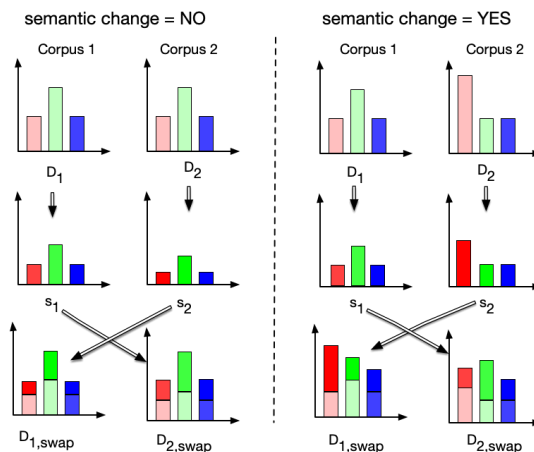 semantic change = NO
semantic change = YES
Corpus 1
Corpus 2
Corpus 1
Corpus 2
D1
D2
D1
D2
s1
s2
s1
s2
D1,swap
D2,swap
D1,swap
D2,swap